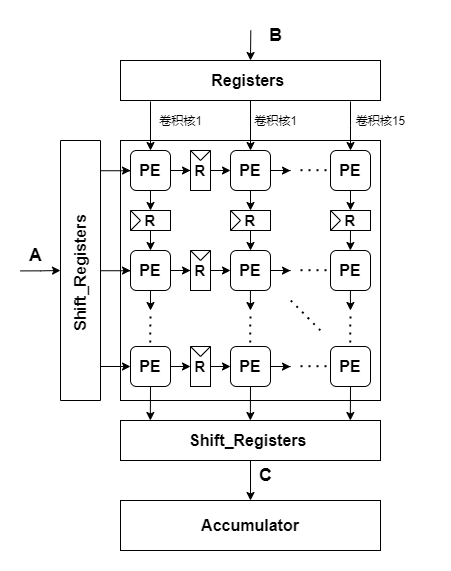 B
Registers
卷积核1 卷积核1 卷积核15
PE R PE PE
R R R
A
Shift_Registers
PE R PE PE
PE R PE PE
Shift_Registers
C
Accumulator